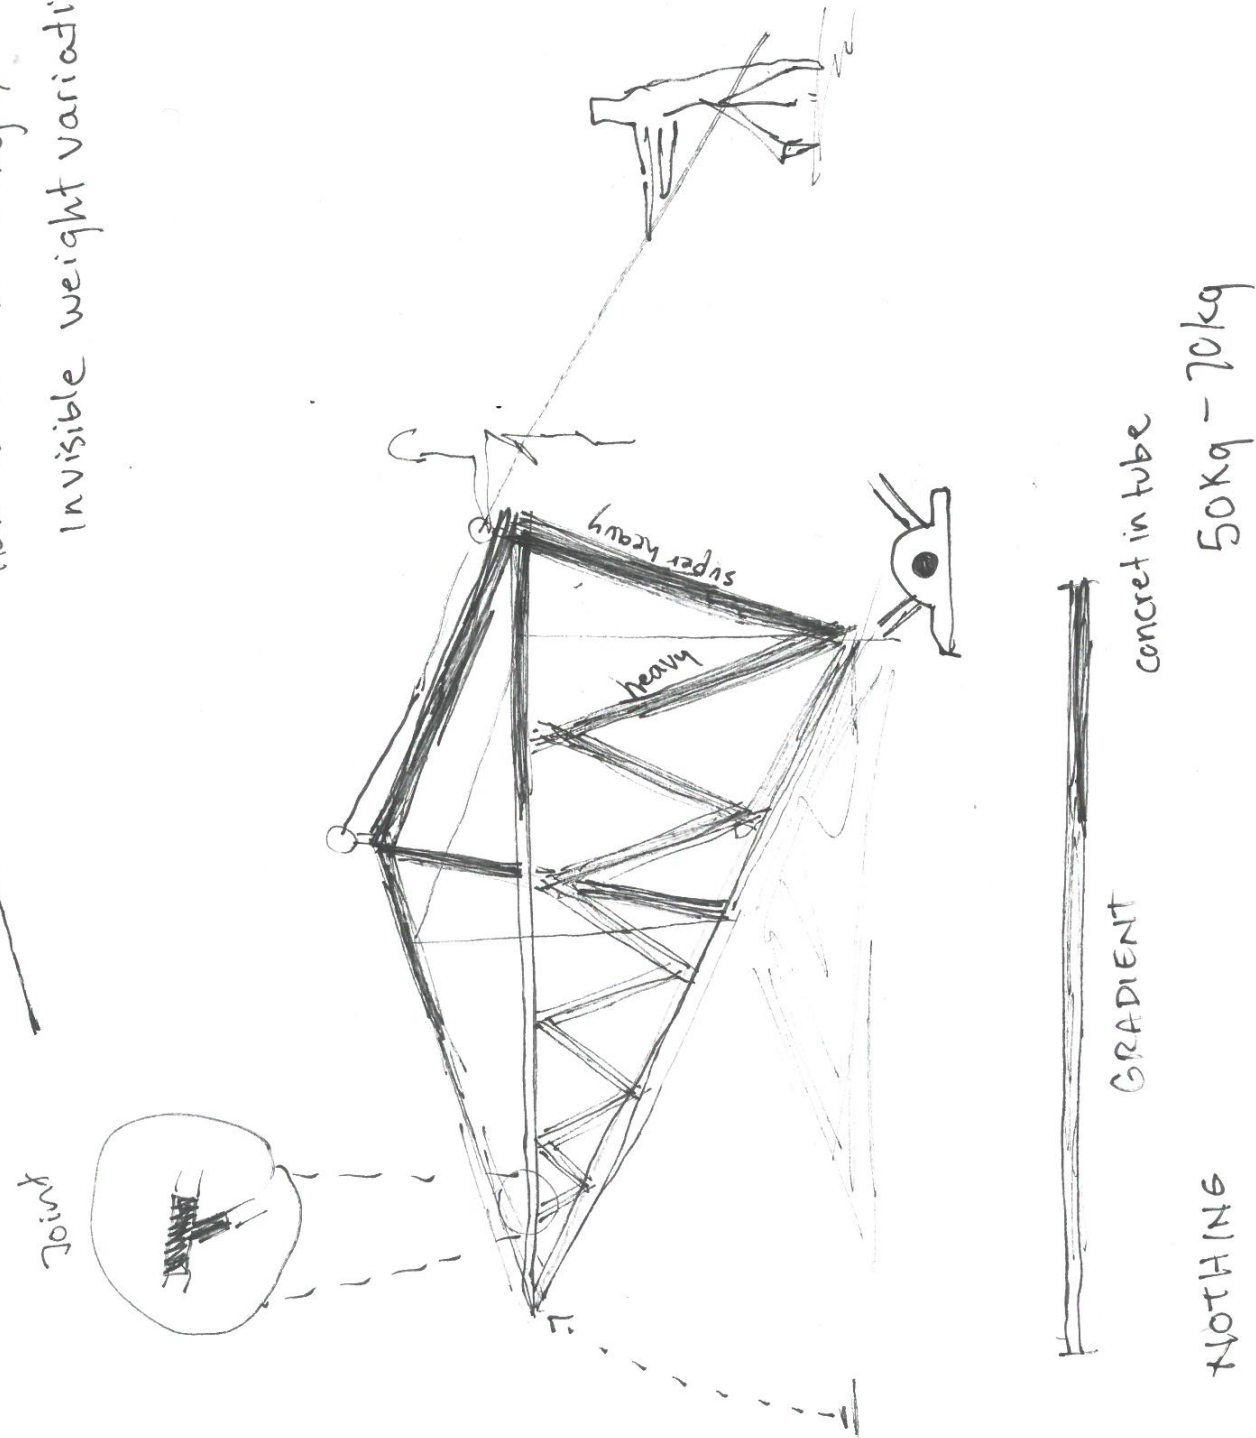 Invisible weight variati
Joint
super heavy
heavy
concret in tube
50kg - 70kg
GRADIENT
NOTHING